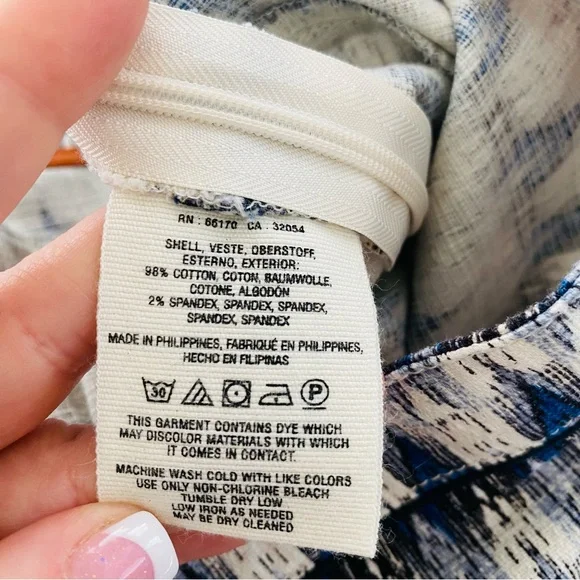 RN : 66170 CA : 32054
SHELL, VESTE, OBERSTOFF,
ESTERNO, EXTERIOR:
98% COTTON, COTON, BAUMWOLLE,
COTONE, ALGODÓN
2% SPANDEX, SPANDEX, SPANDEX,
SPANDEX, SPANDEX
MADE IN PHILIPPINES, FABRIQUÉ EN PHILIPPINES,
HECHO EN FILIPINAS
30 P
THIS GARMENT CONTAINS DYE WHICH
MAY DISCOLOR MATERIALS WITH WHICH
IT COMES IN CONTACT.
MACHINE WASH COLD WITH LIKE COLORS
USE ONLY NON-CHLORINE BLEACH
TUMBLE DRY LOW
LOW IRON AS NEEDED
MAY BE DRY CLEANED